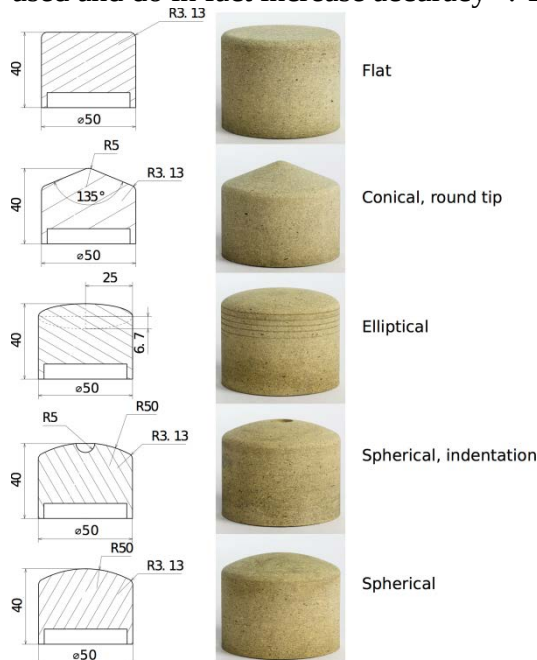 used and do in fact increase accuracy
R3. 13
40
⌀50
Flat
R5
R3. 13
40
135°
⌀50
Conical, round tip
25
40
6. 7
⌀50
Elliptical
R50
R5
R3. 13
40
⌀50
Spherical, indentation
R50
R3. 13
40
⌀50
Spherical